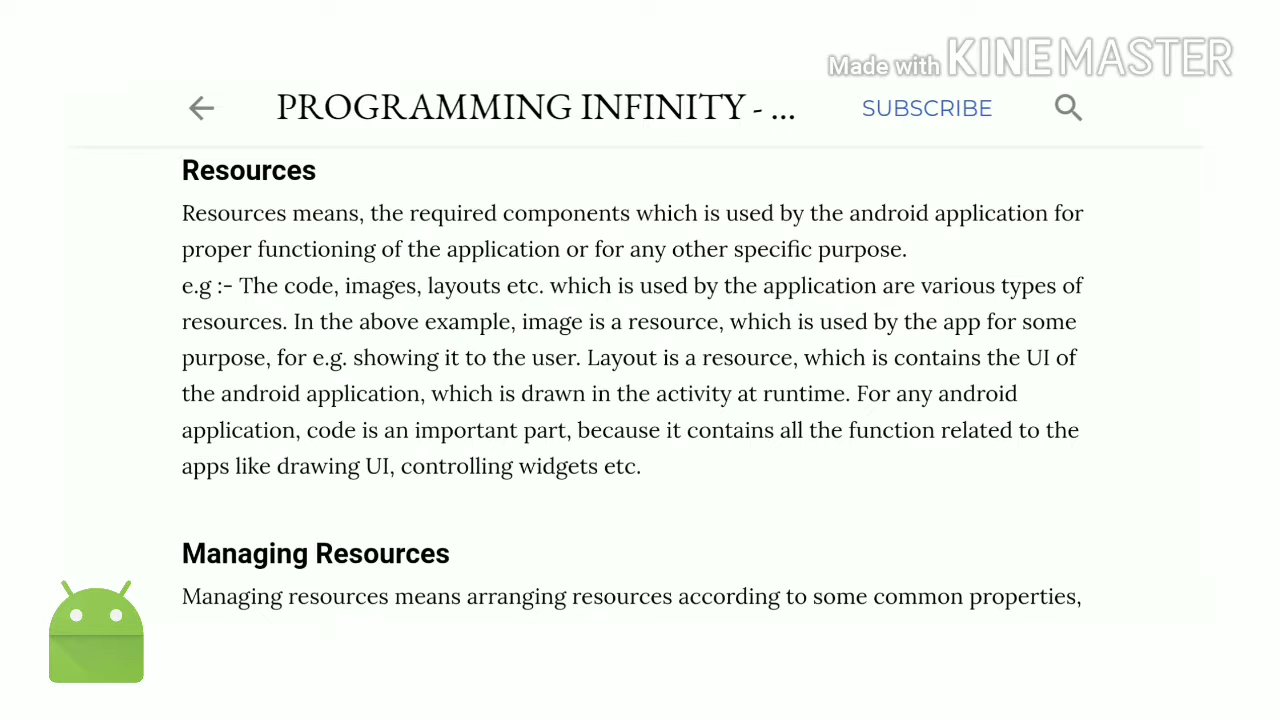 Made with KINEMASTER
PROGRAMMING INFINITY - ...
SUBSCRIBE
Resources
Resources means, the required components which is used by the android application for
proper functioning of the application or for any other specific purpose.
e.g :- The code, images, layouts etc. which is used by the application are various types of
resources. In the above example, image is a resource, which is used by the app for some
purpose, for e.g. showing it to the user. Layout is a resource, which is contains the UI of
the android application, which is drawn in the activity at runtime. For any android
application, code is an important part, because it contains all the function related to the
apps like drawing UI, controlling widgets etc.
Managing Resources
Managing resources means arranging resources according to some common properties,